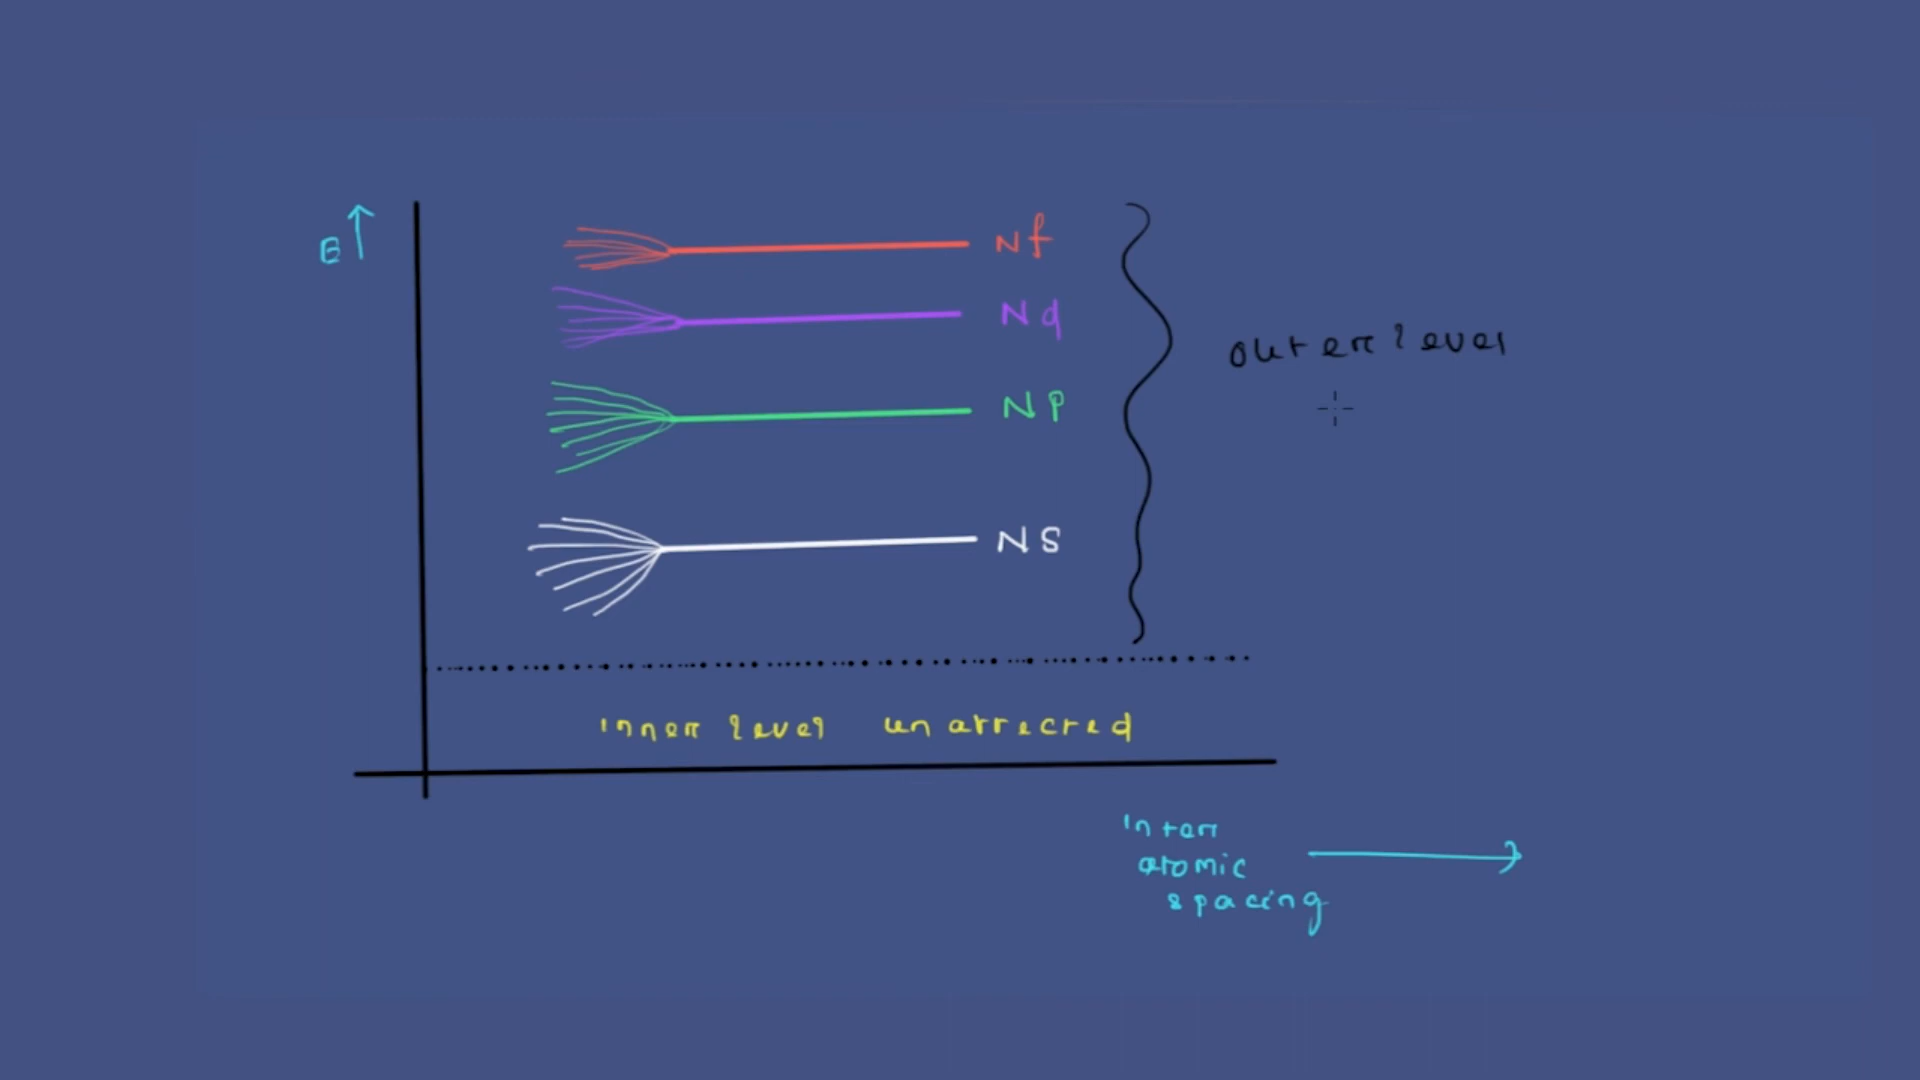 E
Nf
Nd
Np
NS
outer level
inner level unaffected
inter
atomic
spacing